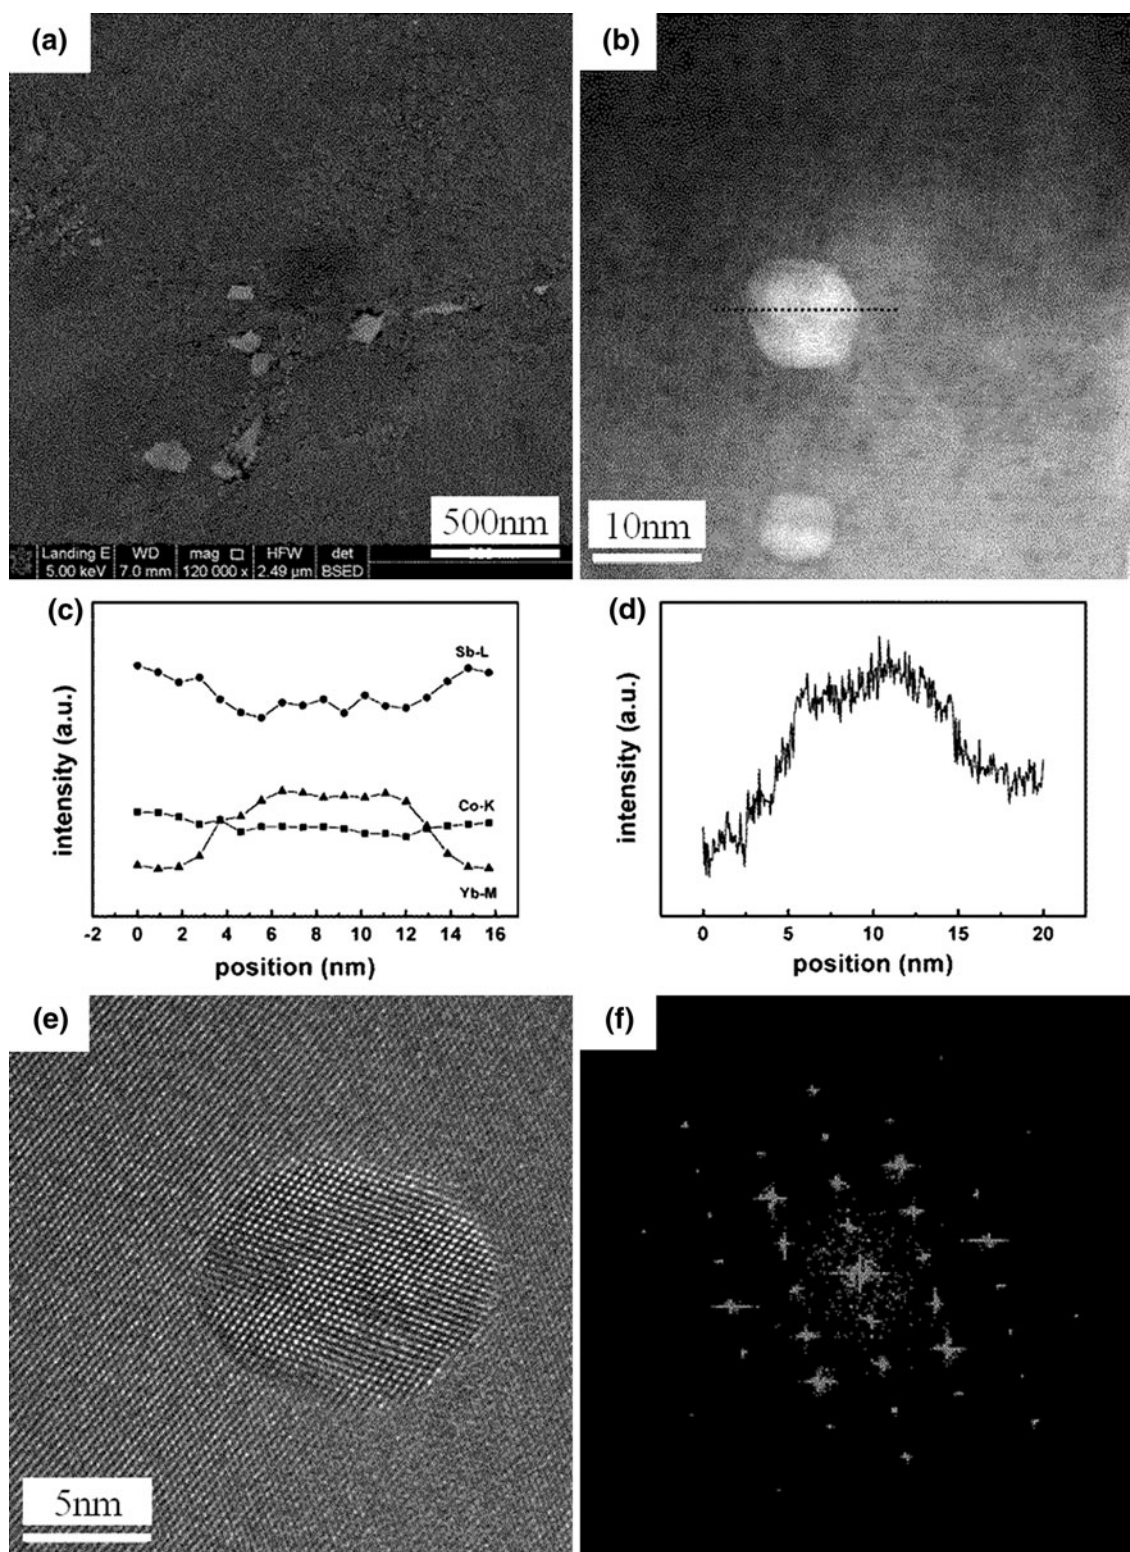 (a)
(b)
500nm
10nm
Landing E WD mag HFW det
5.00 keV 7.0 mm 120 000 x 2.49 μm BSED
(c)
(d)
Sb-L
Co-K
Yb-M
intensity (a.u.)
-2 0 2 4 6 8 10 12 14 16
position (nm)
intensity (a.u.)
0 5 10 15 20
position (nm)
(e)
(f)
5nm